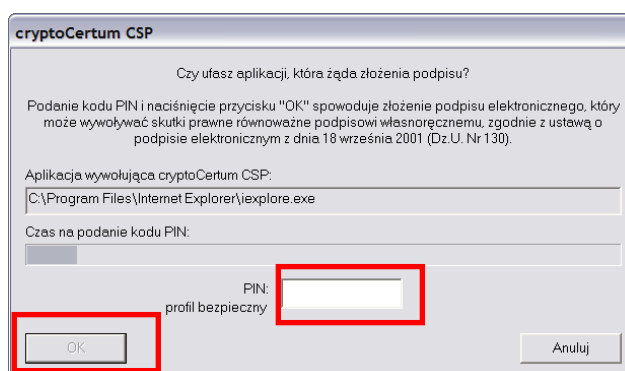 cryptoCertum CSP
Czy ufasz aplikacji, która żąda złożenia podpisu?
Podanie kodu PIN i naciśnięcie przycisku "OK" spowoduje złożenie podpisu elektronicznego, który
może wywoływać skutki prawne równoważne podpisowi własnoręcznemu, zgodnie z ustawą o
podpisie elektronicznym z dnia 18 września 2001 (Dz.U. Nr 130).
Aplikacja wywołująca cryptoCertum CSP:
C:\Program Files\Internet Explorer\iexplore.exe
Czas na podanie kodu PIN:
PIN:
profil bezpieczny
OK
Anuluj